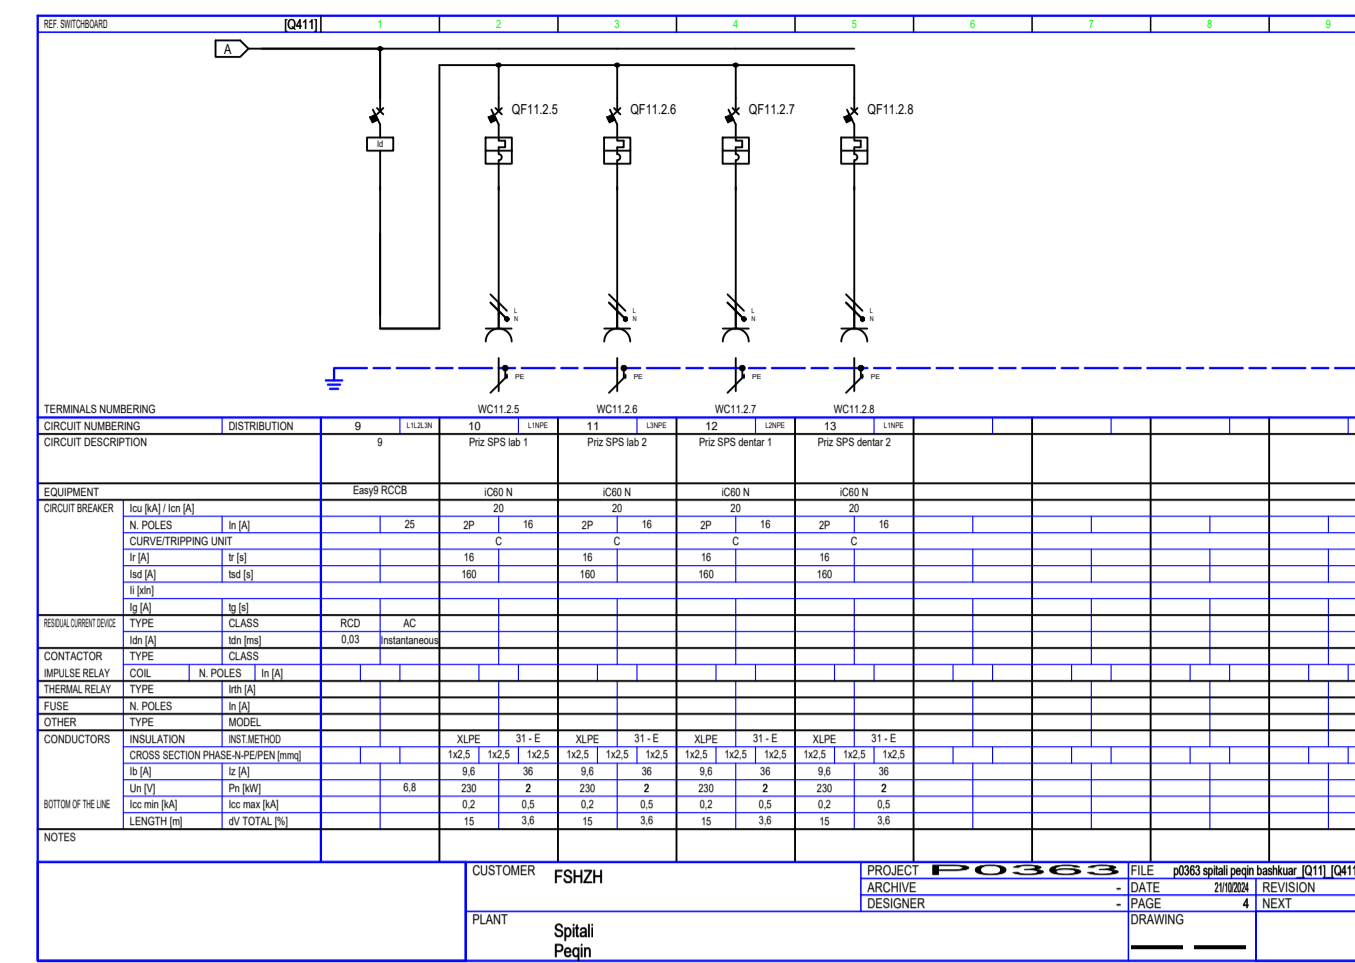 REF. SWITCHBOARD [Q411] 1 2 3 4 5 6 7 8 9
A
QF11.2.5 QF11.2.6 QF11.2.7 QF11.2.8
Id
L L L L
N N N N
PE PE PE PE
TERMINALS NUMBERING WC11.2.5 WC11.2.6 WC11.2.7 WC11.2.8
CIRCUIT NUMBERING DISTRIBUTION 9 L1L2L3N 10 L1NPE 11 L3NPE 12 L2NPE 13 L1NPE
CIRCUIT DESCRIPTION 9 Priz SPS lab 1 Priz SPS lab 2 Priz SPS dentar 1 Priz SPS dentar 2
EQUIPMENT Easy9 RCCB iC60 N iC60 N iC60 N iC60 N
CIRCUIT BREAKER Icu [kA] / Icn [A] 20 20 20 20
N. POLES In [A] 25 2P 16 2P 16 2P 16 2P 16
CURVE/TRIPPING UNIT C C C C
Ir [A] tr [s] 16 16 16 16
Isd [A] tsd [s] 160 160 160 160
Ii [xIn]
Ig [A] tg [s]
RESIDUAL CURRENT DEVICE TYPE CLASS RCD AC
Idn [A] tdn [ms] 0,03 Instantaneous
CONTACTOR TYPE CLASS
IMPULSE RELAY COIL N. POLES In [A]
THERMAL RELAY TYPE Irth [A]
FUSE N. POLES In [A]
OTHER TYPE MODEL
CONDUCTORS INSULATION INST.METHOD XLPE 31 - E XLPE 31 - E XLPE 31 - E XLPE 31 - E
CROSS SECTION PHASE-N-PE/PEN [mmq] 1x2,5 1x2,5 1x2,5 1x2,5 1x2,5 1x2,5 1x2,5 1x2,5 1x2,5 1x2,5 1x2,5 1x2,5
Ib [A] Iz [A] 9,6 36 9,6 36 9,6 36 9,6 36
Un [V] Pn [kW] 6,8 230 2 230 2 230 2 230 2
BOTTOM OF THE LINE Icc min [kA] Icc max [kA] 0,2 0,5 0,2 0,5 0,2 0,5 0,2 0,5
LENGTH [m] dV TOTAL [%] 15 3,6 15 3,6 15 3,6 15 3,6
NOTES
CUSTOMER FSHZH
PROJECT P0363 FILE p0363 spitali peqin bashkuar_[Q11]_[Q411
ARCHIVE - DATE 21/10/2024 REVISION
DESIGNER - PAGE 4 NEXT
PLANT Spitali
Peqin
DRAWING